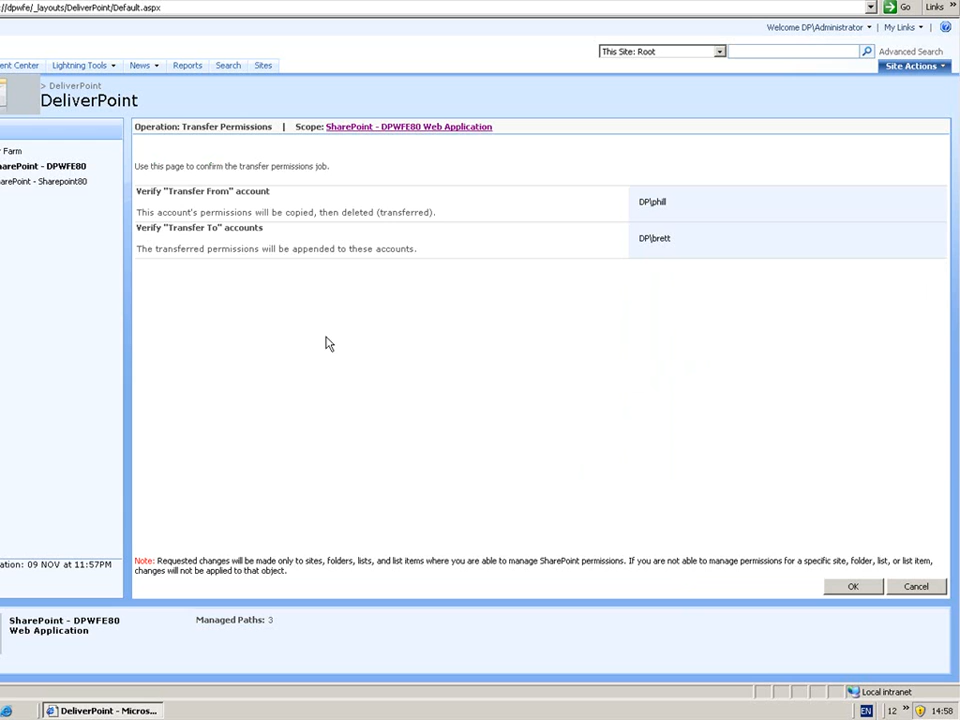 ://dpwfe/_layouts/DeliverPoint/Default.aspx
Go
Links »
Welcome DP\Administrator
My Links
This Site: Root
Advanced Search
ent Center
Lightning Tools
News
Reports
Search
Sites
Site Actions
> DeliverPoint
DeliverPoint
Operation: Transfer Permissions | Scope: SharePoint - DPWFE80 Web Application
r Farm
arePoint - DPWFE80
arePoint - Sharepoint80
Use this page to confirm the transfer permissions job.
Verify "Transfer From" account
This account's permissions will be copied, then deleted (transferred).
DP\phill
Verify "Transfer To" accounts
The transferred permissions will be appended to these accounts.
DP\brett
Note: Requested changes will be made only to sites, folders, lists, and list items where you are able to manage SharePoint permissions. If you are not able to manage permissions for a specific site, folder, list, or list item,
changes will not be applied to that object.
ation: 09 NOV at 11:57PM
OK
Cancel
SharePoint - DPWFE80
Web Application
Managed Paths: 3
Local intranet
DeliverPoint - Micros...
EN
12 »
14:58